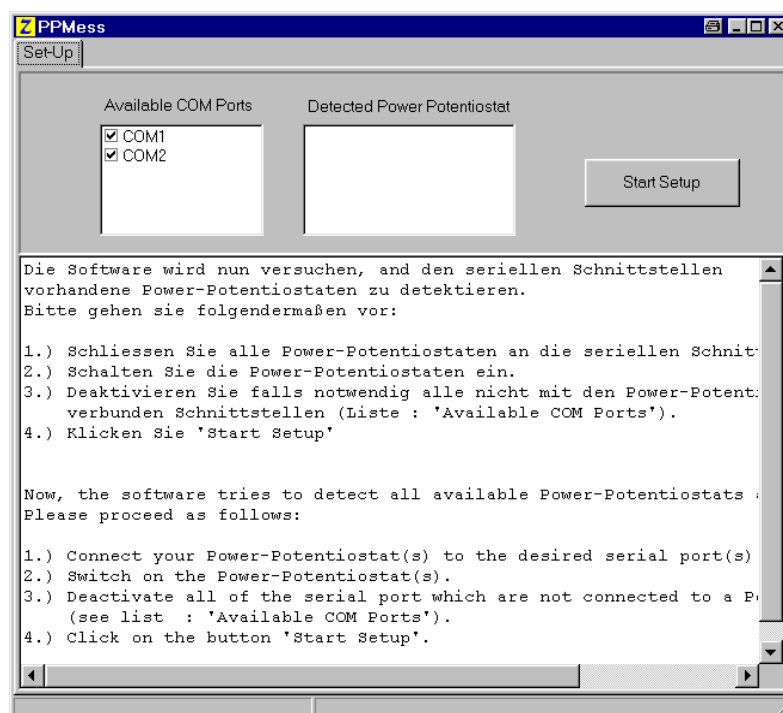 Z PPMess
Set-Up
Available COM Ports
Detected Power Potentiostat
COM1
COM2
Start Setup
Die Software wird nun versuchen, and den seriellen Schnittstellen
vorhandene Power-Potentiostaten zu detektieren.
Bitte gehen sie folgendermaßen vor:
1.) Schliessen Sie alle Power-Potentiostaten an die seriellen Schnit
2.) Schalten Sie die Power-Potentiostaten ein.
3.) Deaktivieren Sie falls notwendig alle nicht mit den Power-Potent
verbunden Schnittstellen (Liste : 'Available COM Ports').
4.) Klicken Sie 'Start Setup'
Now, the software tries to detect all available Power-Potentiostats
Please proceed as follows:
1.) Connect your Power-Potentiostat(s) to the desired serial port(s)
2.) Switch on the Power-Potentiostat(s).
3.) Deactivate all of the serial port which are not connected to a P
(see list : 'Available COM Ports').
4.) Click on the button 'Start Setup'.